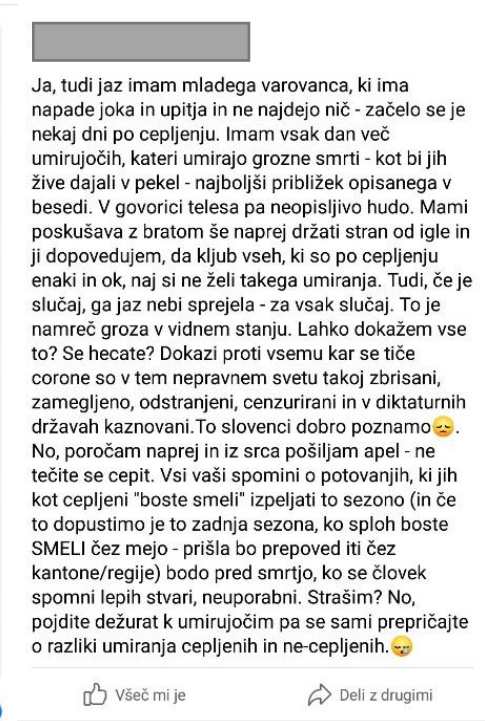 Ja, tudi jaz imam mladega varovanca, ki ima
napade joka in upitja in ne najdejo nič - začelo se je
nekaj dni po cepljenju. Imam vsak dan več
umirujočih, kateri umirajo grozne smrti - kot bi jih
žive dajali v pekel - najboljši približek opisanega v
besedi. V govorici telesa pa neopisljivo hudo. Mami
poskušava z bratom še naprej držati stran od igle in
ji dopovedujem, da kljub vseh, ki so po cepljenju
enaki in ok, naj si ne želi takega umiranja. Tudi, če je
slučaj, ga jaz nebi sprejela - za vsak slučaj. To je
namreč groza v vidnem stanju. Lahko dokažem vse
to? Se hecate? Dokazi proti vsemu kar se tiče
corone so v tem nepravnem svetu takoj zbrisani,
zamegljeno, odstranjeni, cenzurirani in v diktaturnih
državah kaznovani.To slovenci dobro poznamo😞.
No, poročam naprej in iz srca pošiljam apel - ne
tečite se cepit. Vsi vaši spomini o potovanjih, ki jih
kot cepljeni "boste smeli" izpeljati to sezono (in če
to dopustimo je to zadnja sezona, ko sploh boste
SMELI čez mejo - prišla bo prepoved iti čez
kantone/regije) bodo pred smrtjo, ko se človek
spomni lepih stvari, neuporabni. Strašim? No,
pojdite dežurat k umirujočim pa se sami prepričajte
o razliki umiranja cepljenih in ne-cepljenih.😪
Všeč mi je
Deli z drugimi